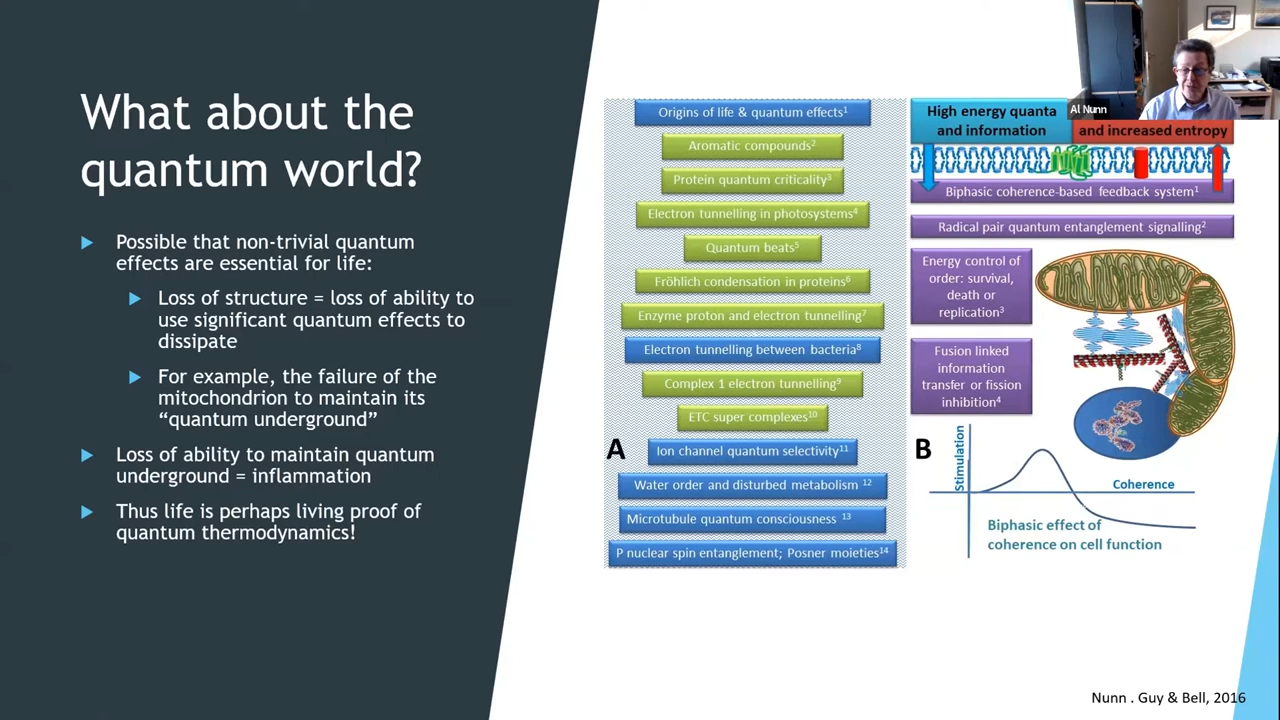 What about the
quantum world?
Possible that non-trivial quantum
effects are essential for life:
Loss of structure = loss of ability to
use significant quantum effects to
dissipate
For example, the failure of the
mitochondrion to maintain its
“quantum underground”
Loss of ability to maintain quantum
underground = inflammation
Thus life is perhaps living proof of
quantum thermodynamics!
Origins of life & quantum effects1
Aromatic compounds2
Protein quantum criticality3
Electron tunnelling in photosystems4
Quantum beats5
Fröhlich condensation in proteins6
Enzyme proton and electron tunnelling7
Electron tunnelling between bacteria8
Complex 1 electron tunnelling9
ETC super complexes10
A
Ion channel quantum selectivity11
Water order and disturbed metabolism 12
Microtubule quantum consciousness 13
P nuclear spin entanglement; Posner moieties14
High energy quanta
and information
Al Nunn
and increased entropy
Biphasic coherence-based feedback system1
Radical pair quantum entanglement signalling2
Energy control of
order: survival,
death or
replication3
Fusion linked
information
transfer or fission
inhibition4
B
Stimulation
Coherence
Biphasic effect of
coherence on cell function
Nunn . Guy & Bell, 2016